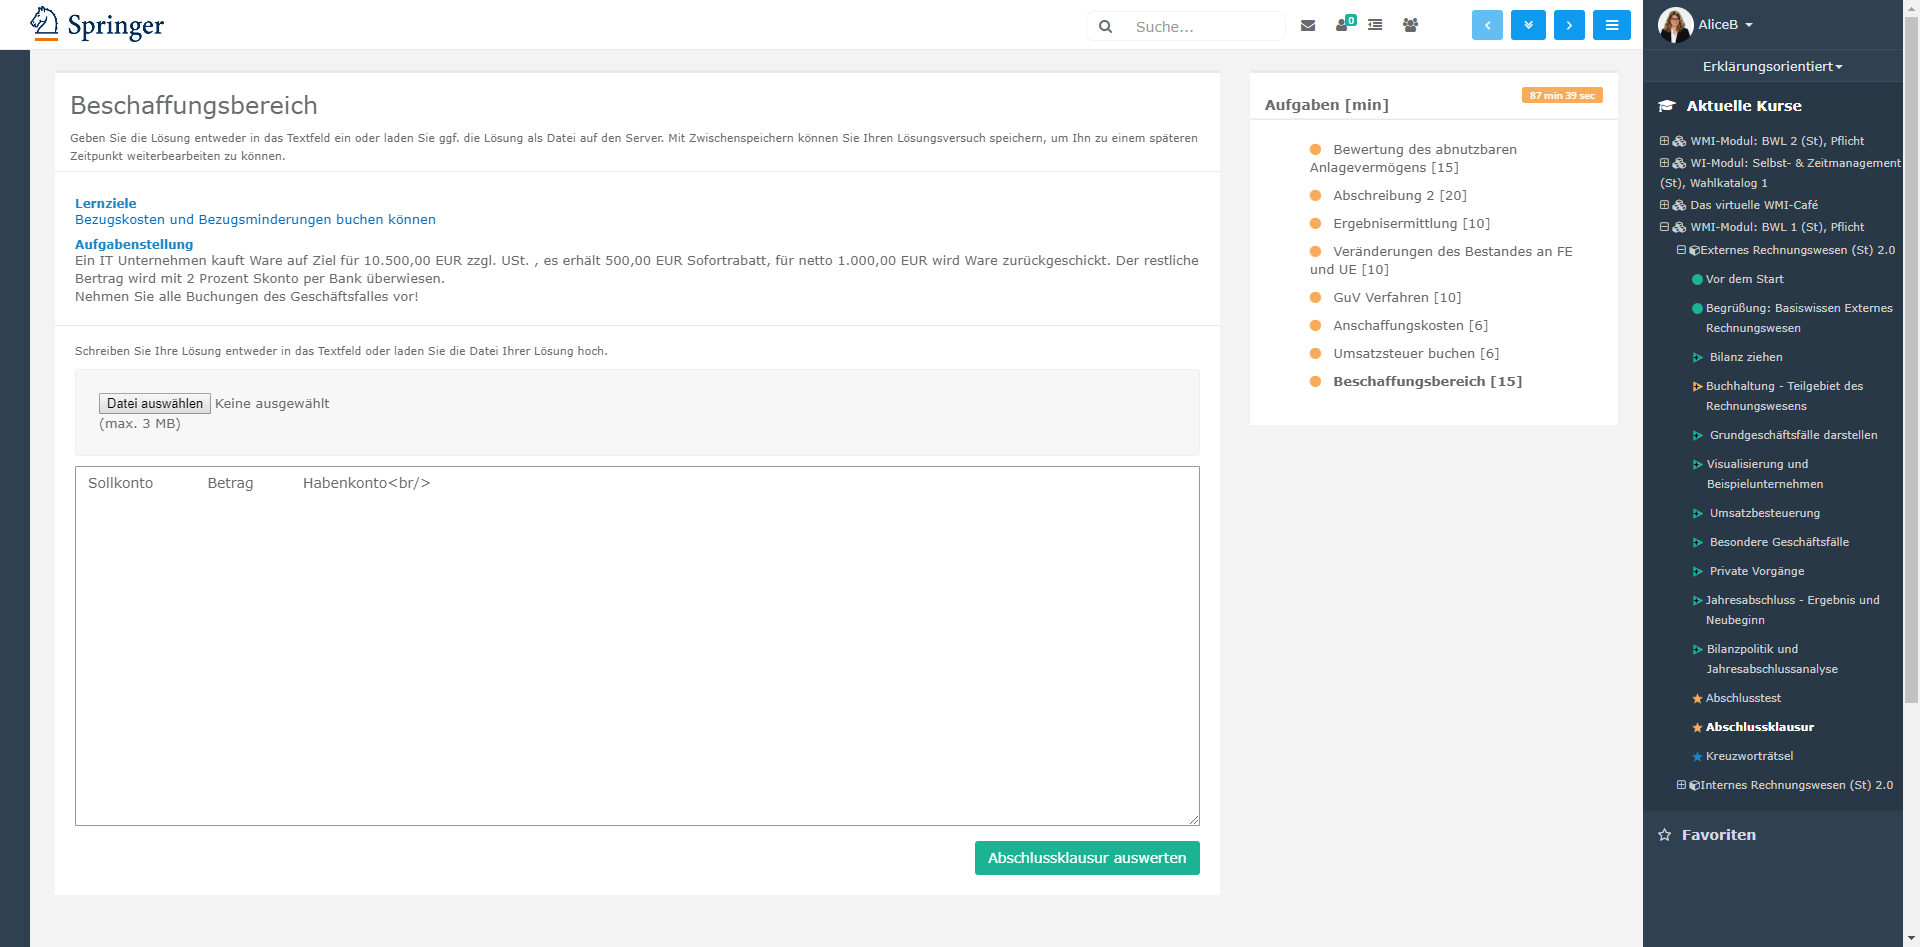 Springer
Suche...
0
AliceB
Erklärungsorientiert
Beschaffungsbereich
Geben Sie die Lösung entweder in das Textfeld ein oder laden Sie ggf. die Lösung als Datei auf den Server. Mit Zwischenspeichern können Sie Ihren Lösungsversuch speichern, um Ihn zu einem späteren
Zeitpunkt weiterbearbeiten zu können.
Lernziele
Bezugskosten und Bezugsminderungen buchen können
Aufgabenstellung
Ein IT Unternehmen kauft Ware auf Ziel für 10.500,00 EUR zzgl. USt. , es erhält 500,00 EUR Sofortrabatt, für netto 1.000,00 EUR wird Ware zurückgeschickt. Der restliche
Bertrag wird mit 2 Prozent Skonto per Bank überwiesen.
Nehmen Sie alle Buchungen des Geschäftsfalles vor!
Schreiben Sie Ihre Lösung entweder in das Textfeld oder laden Sie die Datei Ihrer Lösung hoch.
Datei auswählen Keine ausgewählt
(max. 3 MB)
Sollkonto Betrag Habenkonto<br/>
Abschlussklausur auswerten
Aufgaben [min]
87 min 39 sec
Bewertung des abnutzbaren
Anlagevermögens [15]
Abschreibung 2 [20]
Ergebnisermittlung [10]
Veränderungen des Bestandes an FE
und UE [10]
GuV Verfahren [10]
Anschaffungskosten [6]
Umsatzsteuer buchen [6]
Beschaffungsbereich [15]
Aktuelle Kurse
WMI-Modul: BWL 2 (St), Pflicht
WI-Modul: Selbst- & Zeitmanagement
(St), Wahlkatalog 1
Das virtuelle WMI-Café
WMI-Modul: BWL 1 (St), Pflicht
Externes Rechnungswesen (St) 2.0
Vor dem Start
Begrüßung: Basiswissen Externes
Rechnungswesen
Bilanz ziehen
Buchhaltung - Teilgebiet des
Rechnungswesens
Grundgeschäftsfälle darstellen
Visualisierung und
Beispielunternehmen
Umsatzbesteuerung
Besondere Geschäftsfälle
Private Vorgänge
Jahresabschluss - Ergebnis und
Neubeginn
Bilanzpolitik und
Jahresabschlussanalyse
Abschlusstest
Abschlussklausur
Kreuzworträtsel
Internes Rechnungswesen (St) 2.0
Favoriten